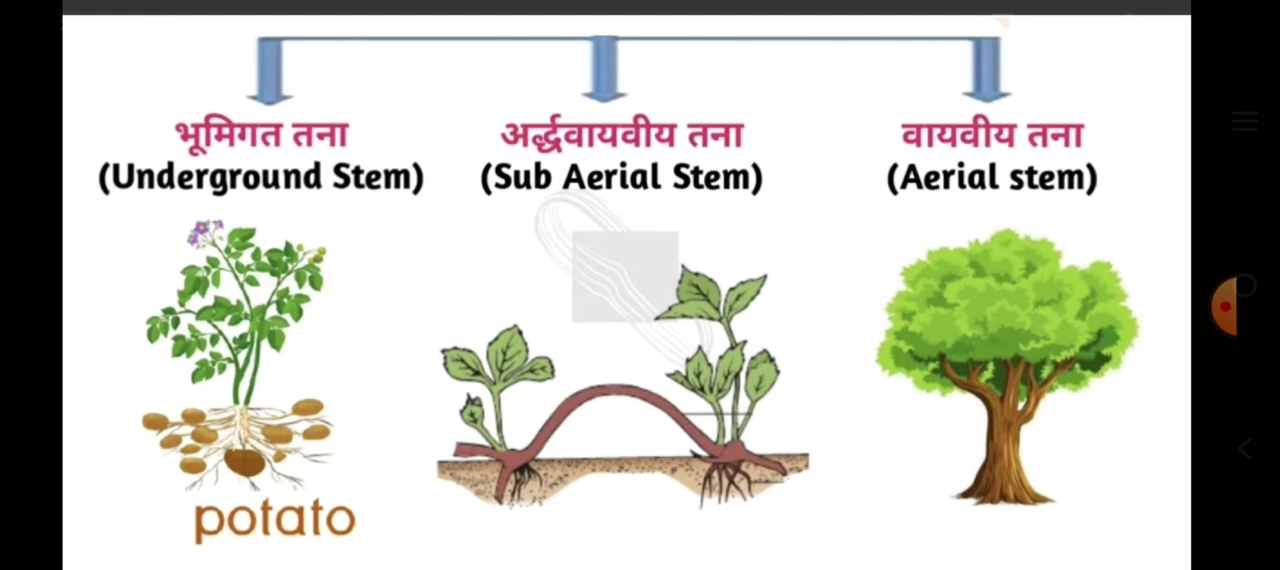 भूमिगत तना
(Underground Stem)
अर्द्धवायवीय तना
(Sub Aerial Stem)
वायवीय तना
(Aerial stem)
potato